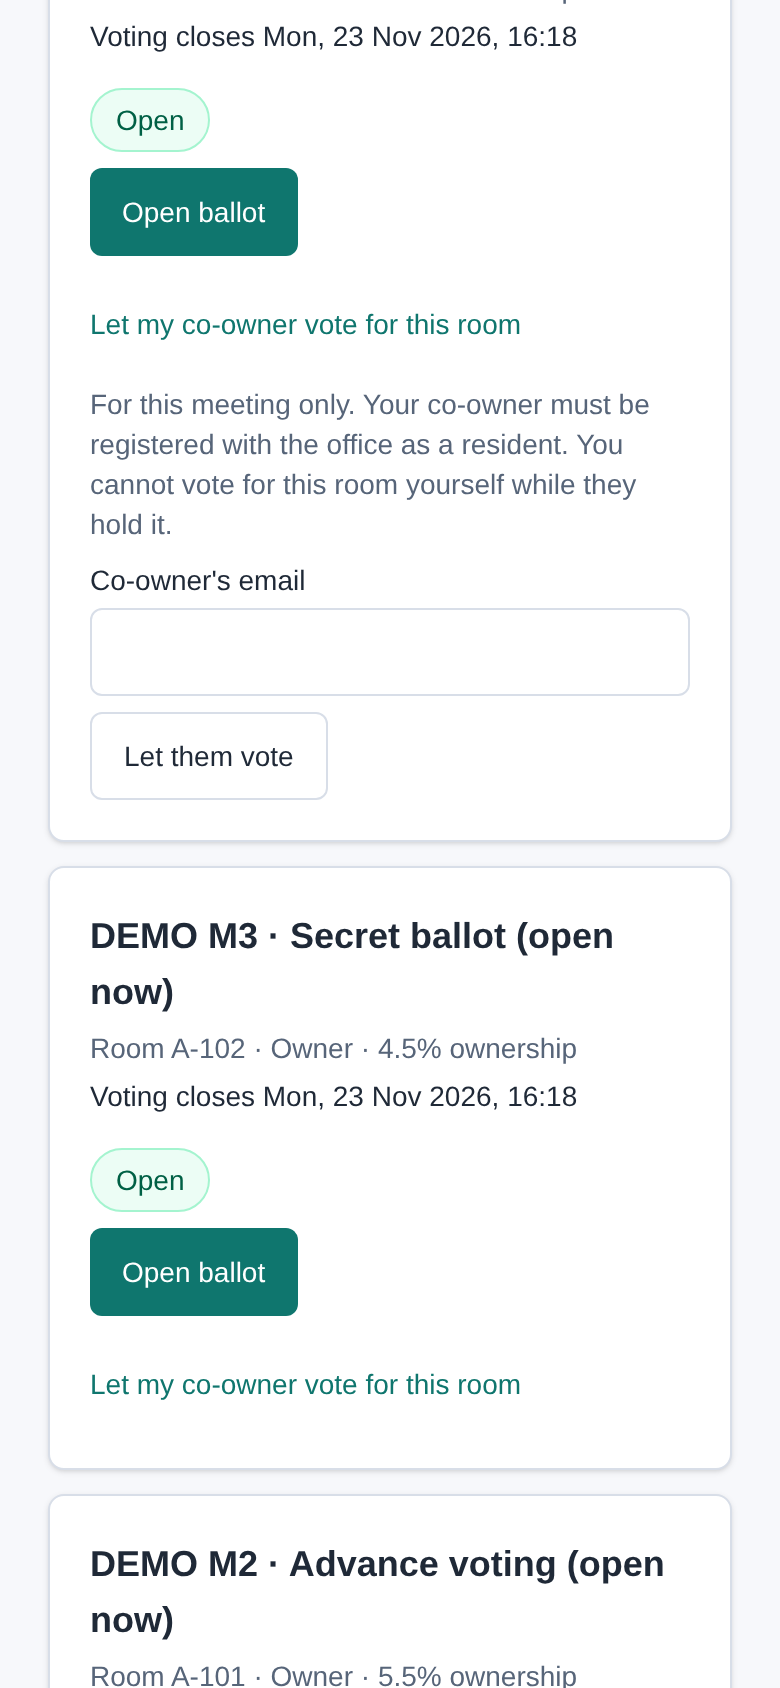 Voting closes Mon, 23 Nov 2026, 16:18
Open
Open ballot
Let my co-owner vote for this room
For this meeting only. Your co-owner must be
registered with the office as a resident. You
cannot vote for this room yourself while they
hold it.
Co-owner's email
Let them vote
DEMO M3 · Secret ballot (open
now)
Room A-102 · Owner · 4.5% ownership
Voting closes Mon, 23 Nov 2026, 16:18
Open
Open ballot
Let my co-owner vote for this room
DEMO M2 · Advance voting (open
now)
Room A-101 · Owner · 5.5% ownership